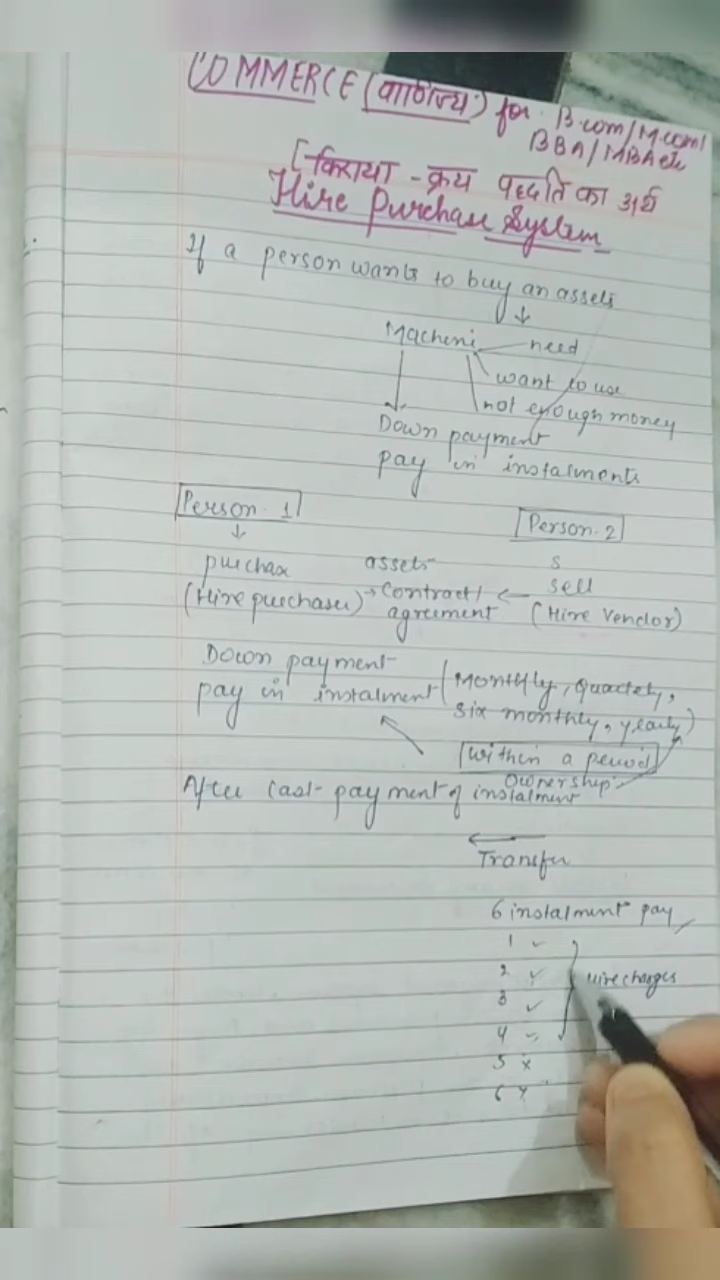 COMMERCE (वाणिज्य) for B.com/M.com/
BBA/MBA etc
[किराया - क्रय पद्धति का अर्थ
Hire Purchase System
If a person wants to buy an assets
↓
Macheni need
want to use
not enough money
Down payment
pay in instalments
Person-1 Person-2
↓
purchase assets s
sell
(Hire purchaser) → Contract/ ←
agreement (Hire Vendor)
Down payment
pay in instalment (Monthly, Quartely,
six monthly, yearly)
within a period
ownership
After Last payment of instalment
←
Transfer
6 instalment pay
1 ✓
2 ✓ hire charges
3 ✓
4 ✓
5 ×
6 ×